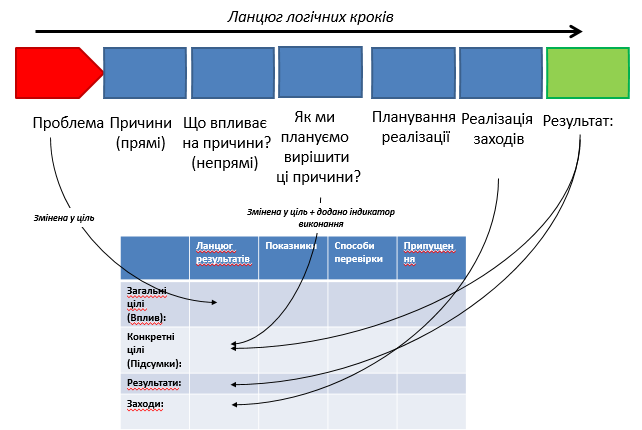 Ланцюг логічних кроків
Проблема
Причини
(прямі)
Що впливає
на причини?
(непрямі)
Як ми
плануємо
вирішити
ці причини?
Планування
реалізації
Реалізація
заходів
Результат:
Змінена у ціль
Змінена у ціль + додано індикатор
виконання
Ланцюг
результатів
Показники
Способи
перевірки
Припущен
ня
Загальні
цілі
(Вплив):
Конкретні
цілі
(Підсумки):
Результати:
Заходи: